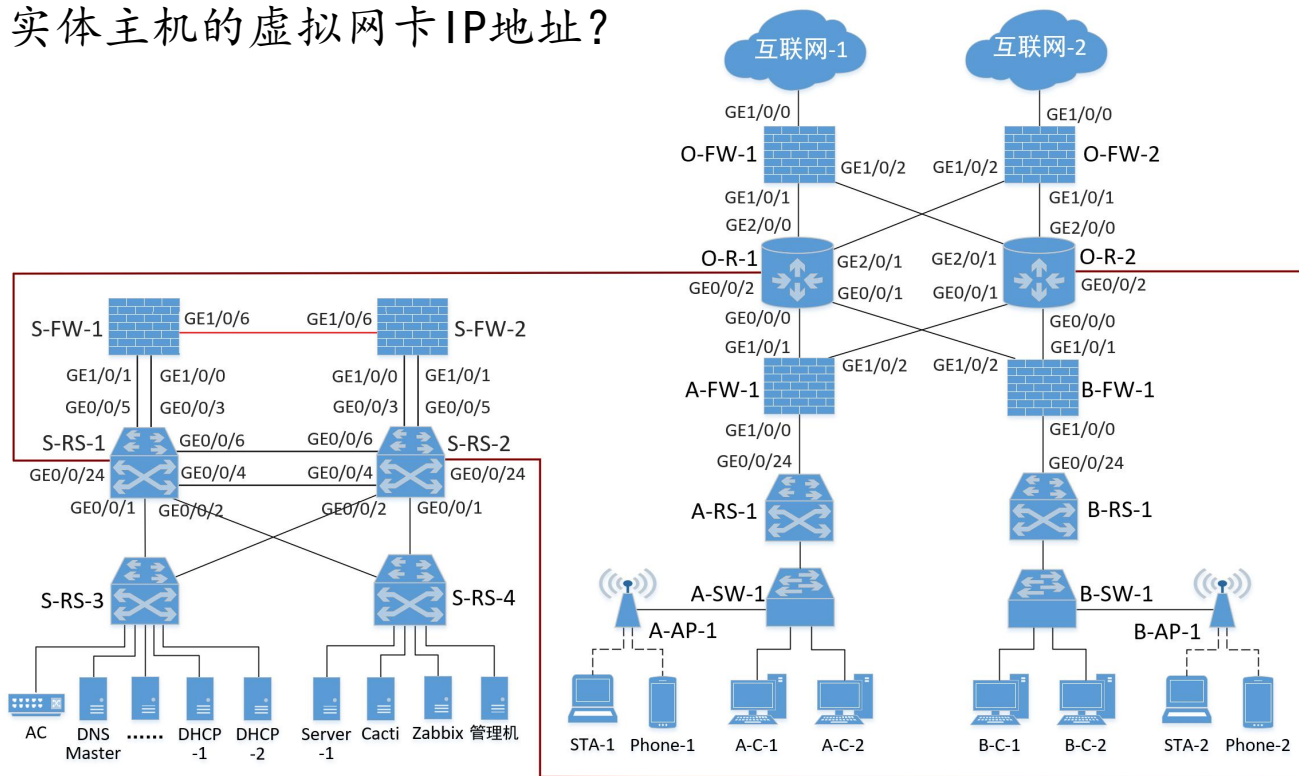 实体主机的虚拟网卡IP地址?
互联网-1
互联网-2
GE1/0/0
GE1/0/0
O-FW-1
O-FW-2
GE1/0/2
GE1/0/2
GE1/0/1
GE1/0/1
GE2/0/0
GE2/0/0
O-R-1
O-R-2
GE2/0/1
GE2/0/1
GE0/0/2
GE0/0/2
GE0/0/1
GE0/0/1
GE0/0/0
GE0/0/0
GE1/0/1
GE1/0/1
GE1/0/2
GE1/0/2
A-FW-1
B-FW-1
GE1/0/0
GE1/0/0
GE0/0/24
GE0/0/24
A-RS-1
B-RS-1
A-SW-1
B-SW-1
A-AP-1
B-AP-1
STA-1
Phone-1
A-C-1
A-C-2
B-C-1
B-C-2
STA-2
Phone-2
S-FW-1
GE1/0/6
GE1/0/6
S-FW-2
GE1/0/1
GE1/0/0
GE1/0/0
GE1/0/1
GE0/0/5
GE0/0/3
GE0/0/3
GE0/0/5
S-RS-1
GE0/0/6
GE0/0/6
S-RS-2
GE0/0/24
GE0/0/4
GE0/0/4
GE0/0/24
GE0/0/1
GE0/0/2
GE0/0/2
GE0/0/1
S-RS-3
S-RS-4
AC
DNS
Master
……
DHCP
-1
DHCP
-2
Server
-1
Cacti
Zabbix
管理机